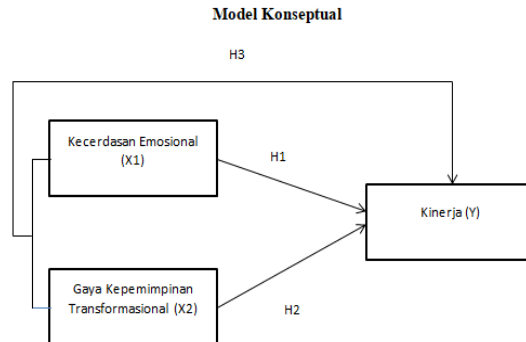 Model Konseptual
H3
Kecerdasan Emosional
(X1)
H1
Kinerja (Y)
Gaya Kepemimpinan
Transformasional (X2)
H2